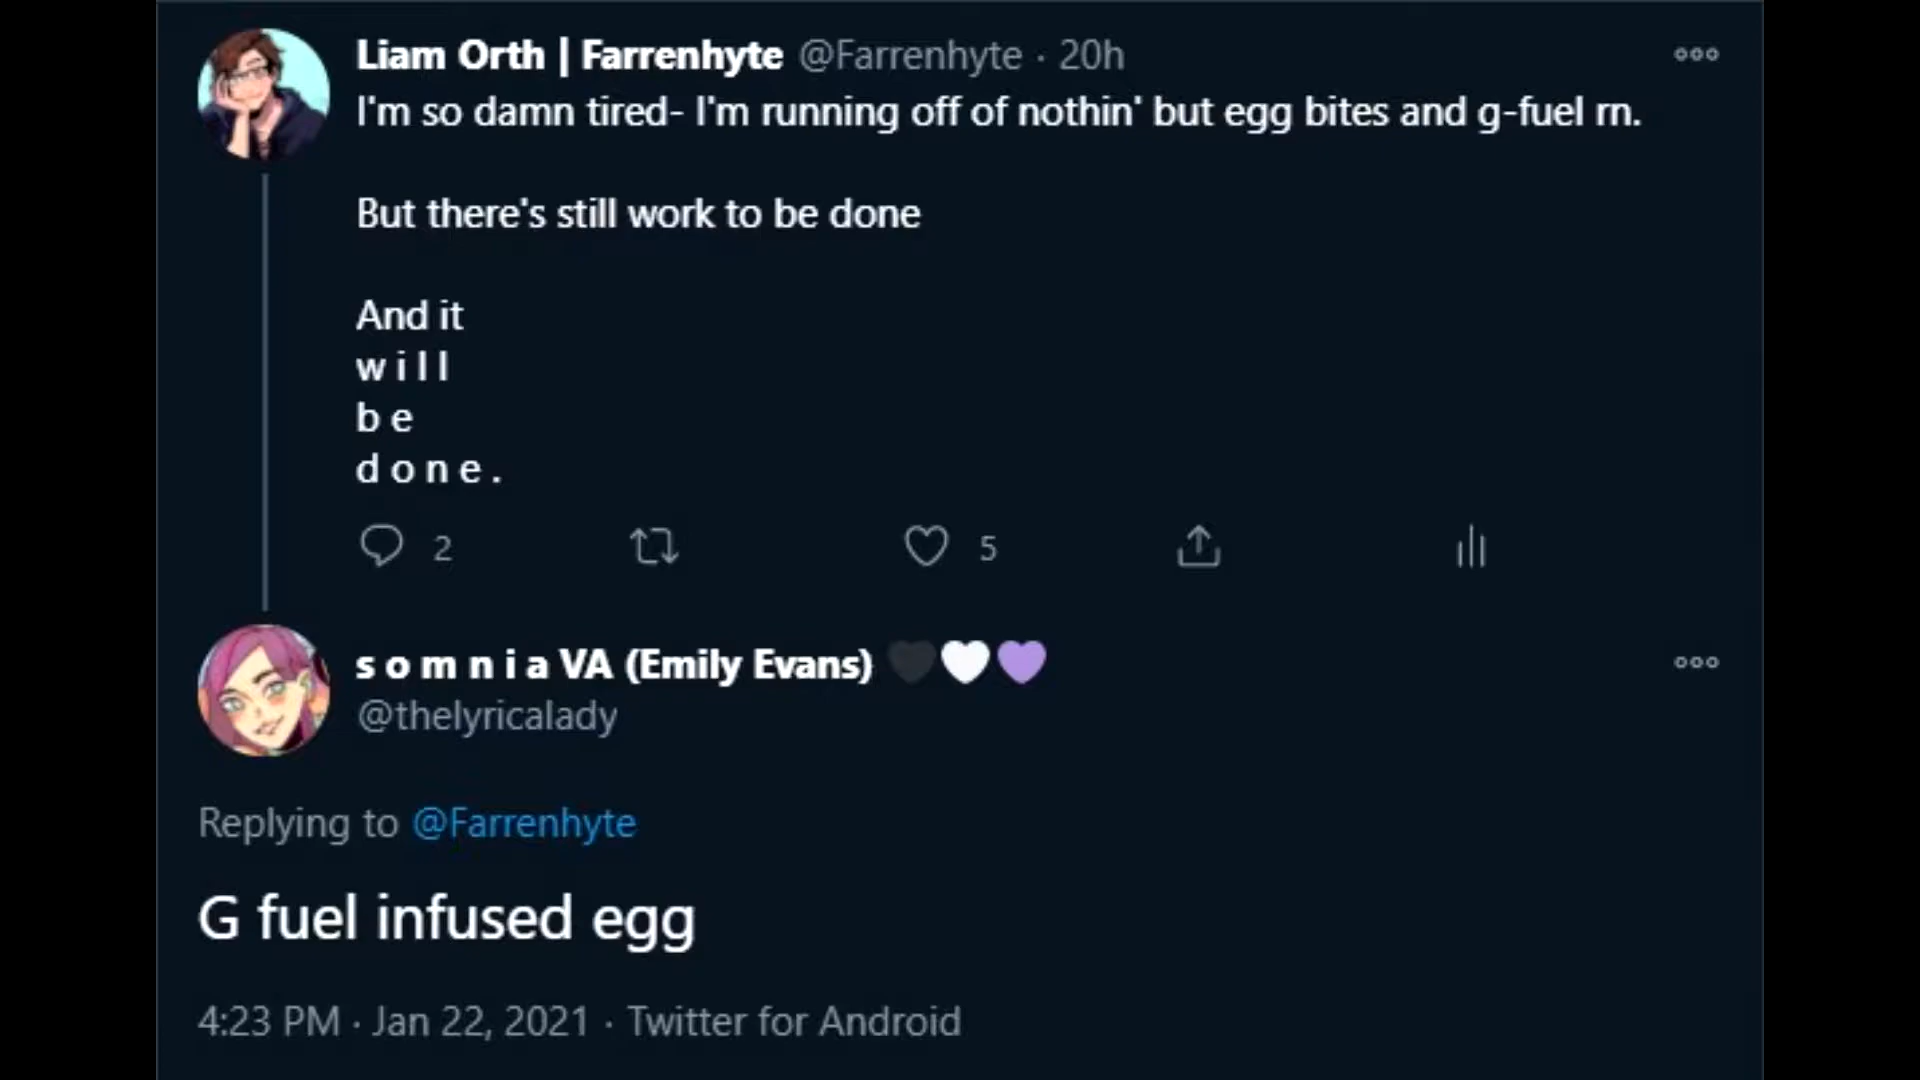 Liam Orth | Farrenhyte @Farrenhyte · 20h
I'm so damn tired- I'm running off of nothin' but egg bites and g-fuel rn.
But there's still work to be done
And it
w i l l
b e
d o n e .
2 5
s o m n i a VA (Emily Evans) 🖤🤍💜
@thelyricalady
Replying to @Farrenhyte
G fuel infused egg
4:23 PM · Jan 22, 2021 · Twitter for Android